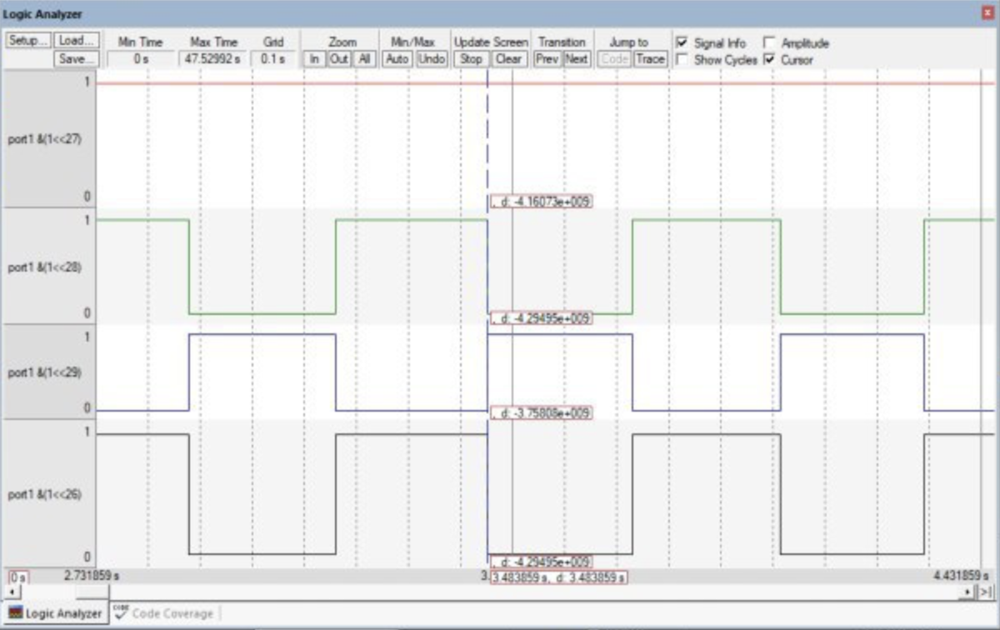 Logic Analyzer
Setup... Load... Min Time Max Time Grid Zoom Min/Max Update Screen Transition Jump to Signal Info Amplitude
Save... 0 s 47.52992 s 0.1 s In Out All Auto Undo Stop Clear Prev Next Code Trace Show Cycles Cursor
1
port1 &(1<<27)
0
, d: -4.16073e+009
1
port1 &(1<<28)
0
, d: -4.29495e+009
1
port1 &(1<<29)
0
, d: -3.75808e+009
1
port1 &(1<<26)
0
, d: -4.29495e+009
0 s 2.731859 s 3. 3.483859 s, d: 3.483859 s 4.431859 s
Logic Analyzer Code Coverage